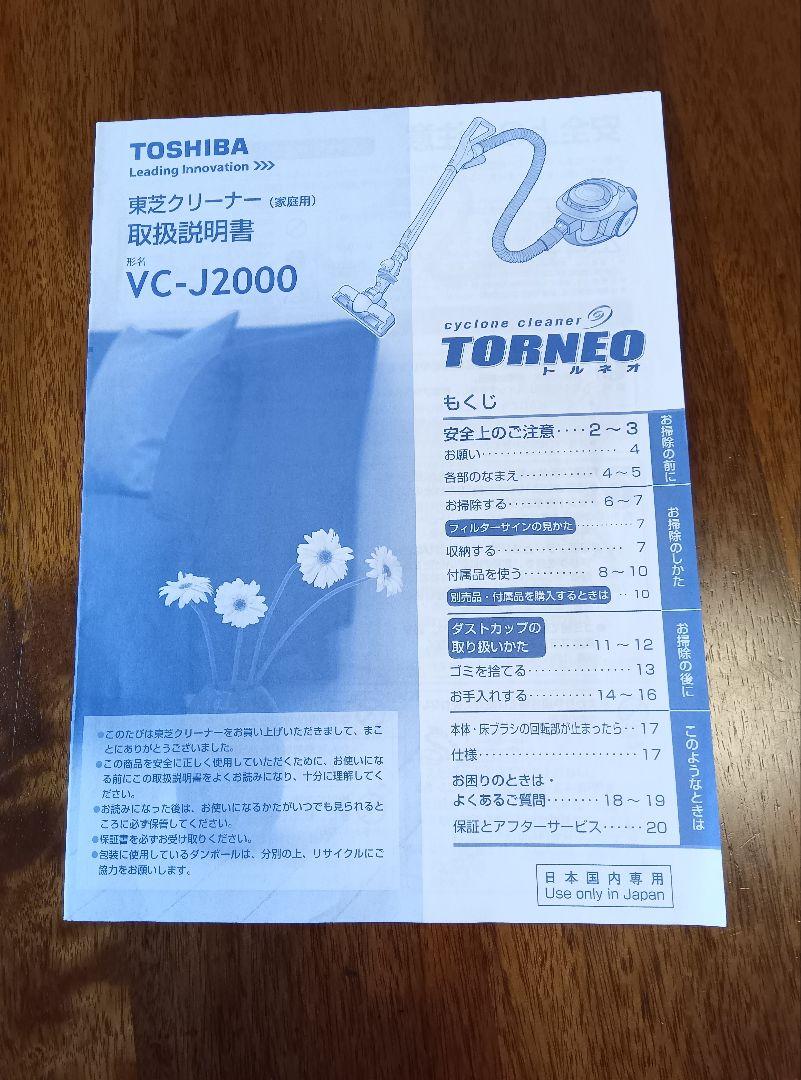 TOSHIBA
Leading Innovation >>>
東芝クリーナー（家庭用）
取扱説明書
形名
VC-J2000
cyclone cleaner
TORNEO
トルネオ
もくじ
安全上のご注意････2～3
お願い･･････････････････････ 4
各部のなまえ････････････ 4～5
お掃除の前に
お掃除する･･････････････ 6～7
フィルターサインの見かた ･･････････ 7
収納する････････････････････ 7
付属品を使う････････････ 8～10
別売品・付属品を購入するときは ･･ 10
お掃除のしかた
ダストカップの
取り扱いかた ･･････11～12
ゴミを捨てる････････････････13
お手入れする･･････････14～16
お掃除の後に
本体・床ブラシの回転部が止まったら･･17
仕様････････････････････････17
お困りのときは・
よくあるご質問････････18～19
保証とアフターサービス･･････20
このようなときは
●このたびは東芝クリーナーをお買い上げいただきまして、まこ
とにありがとうございました。
●この商品を安全に正しく使用していただくために、お使いにな
る前にこの取扱説明書をよくお読みになり、十分に理解してく
ださい。
●お読みになった後は、お使いになるかたがいつでも見られると
ころに必ず保管してください。
●保証書を必ずお受け取りください。
●包装に使用しているダンボールは、分別の上、リサイクルにご
協力をお願いします。
日本国内専用
Use only in Japan